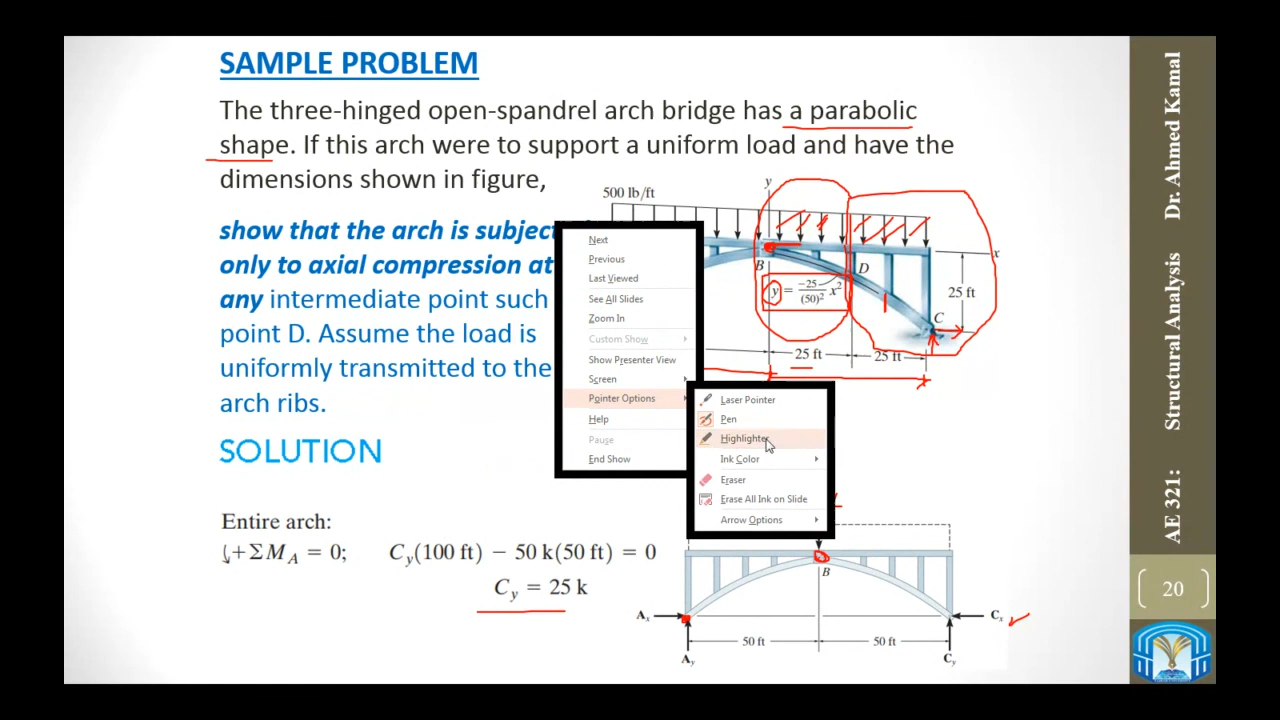 SAMPLE PROBLEM
The three-hinged open-spandrel arch bridge has a parabolic
shape. If this arch were to support a uniform load and have the
dimensions shown in figure,
show that the arch is subject
only to axial compression at
any intermediate point such
point D. Assume the load is
uniformly transmitted to the
arch ribs.
SOLUTION
Entire arch:
↓+ΣM_A = 0; C_y(100 ft) − 50 k(50 ft) = 0
C_y = 25 k
500 lb/ft
y
x
B
D
y = −25/(50)² x²
25 ft
C
25 ft
25 ft
Next
Previous
Last Viewed
See All Slides
Zoom In
Custom Show
Show Presenter View
Screen
Pointer Options
Help
Pause
End Show
Laser Pointer
Pen
Highlighter
Ink Color
Eraser
Erase All Ink on Slide
Arrow Options
B
A_x
C_x
50 ft
50 ft
A_y
C_y
AE 321: Structural Analysis Dr. Ahmed Kamal
20